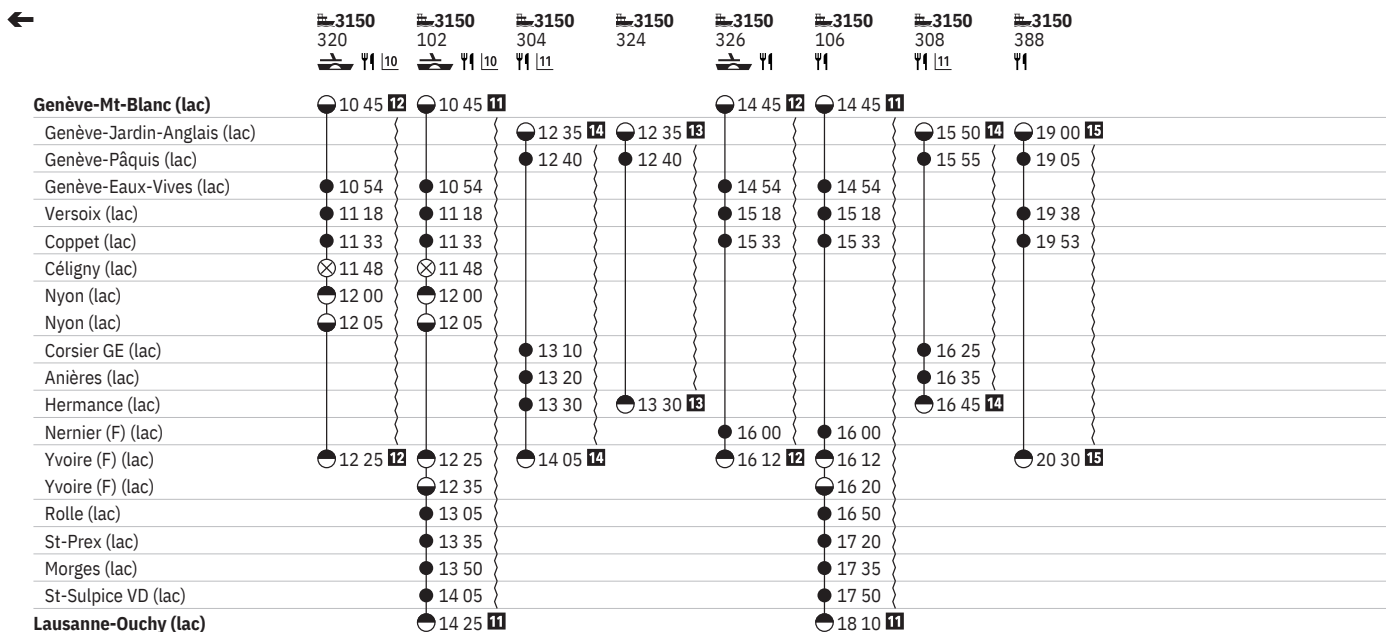 3150 3150 3150 3150 3150 3150 3150 3150
320 102 304 324 326 106 308 388
10 10 11 11
Genève-Mt-Blanc (lac) 10 45 12 10 45 11 14 45 12 14 45 11
Genève-Jardin-Anglais (lac) 12 35 14 12 35 13 15 50 14 19 00 15
Genève-Pâquis (lac) 12 40 12 40 15 55 19 05
Genève-Eaux-Vives (lac) 10 54 10 54 14 54 14 54
Versoix (lac) 11 18 11 18 15 18 15 18 19 38
Coppet (lac) 11 33 11 33 15 33 15 33 19 53
Céligny (lac) 11 48 11 48
Nyon (lac) 12 00 12 00
Nyon (lac) 12 05 12 05
Corsier GE (lac) 13 10 16 25
Anières (lac) 13 20 16 35
Hermance (lac) 13 30 13 30 13 16 45 14
Nernier (F) (lac) 16 00 16 00
Yvoire (F) (lac) 12 25 12 12 25 14 05 14 16 12 12 16 12 20 30 15
Yvoire (F) (lac) 12 35 16 20
Rolle (lac) 13 05 16 50
St-Prex (lac) 13 35 17 20
Morges (lac) 13 50 17 35
St-Sulpice VD (lac) 14 05 17 50
Lausanne-Ouchy (lac) 14 25 11 18 10 11